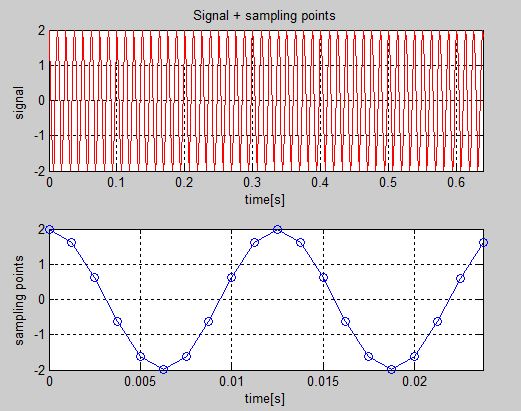 Signal + sampling points
2
1
0
-1
-2
signal
0 0.1 0.2 0.3 0.4 0.5 0.6
time[s]
2
1
0
-1
-2
sampling points
0 0.005 0.01 0.015 0.02
time[s]